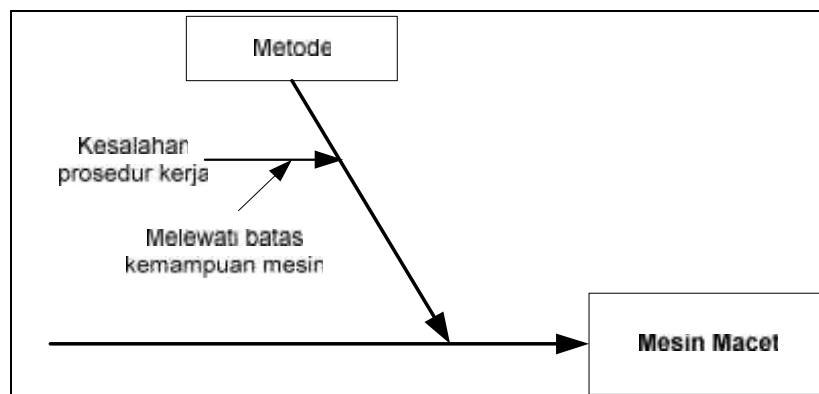 Metode
Kesalahan
prosedur kerja
Melewati batas
kemampuan mesin
Mesin Macet